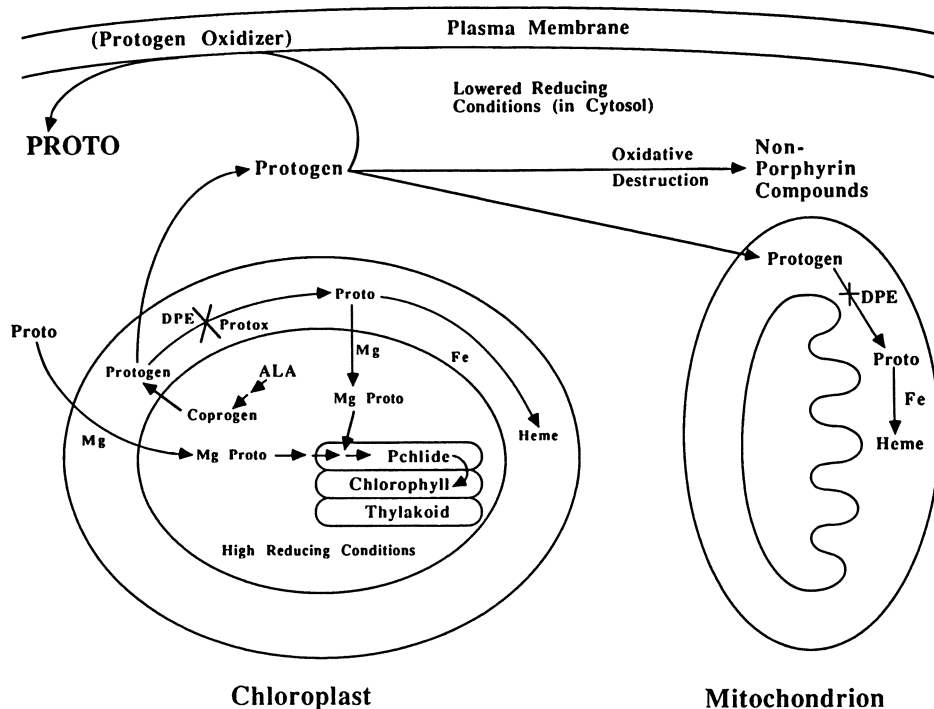 (Protogen Oxidizer)
Plasma Membrane
Lowered Reducing
Conditions (in Cytosol)
PROTO
Protogen
Oxidative
Destruction
Non-
Porphyrin
Compounds
Protogen
DPE
Proto
Fe
Heme
Proto
DPE
Protox
Proto
Mg
Fe
Protogen
ALA
Coprogen
Mg Proto
Heme
Mg
Mg Proto
Pchlide
Chlorophyll
Thylakoid
High Reducing Conditions
Chloroplast
Mitochondrion